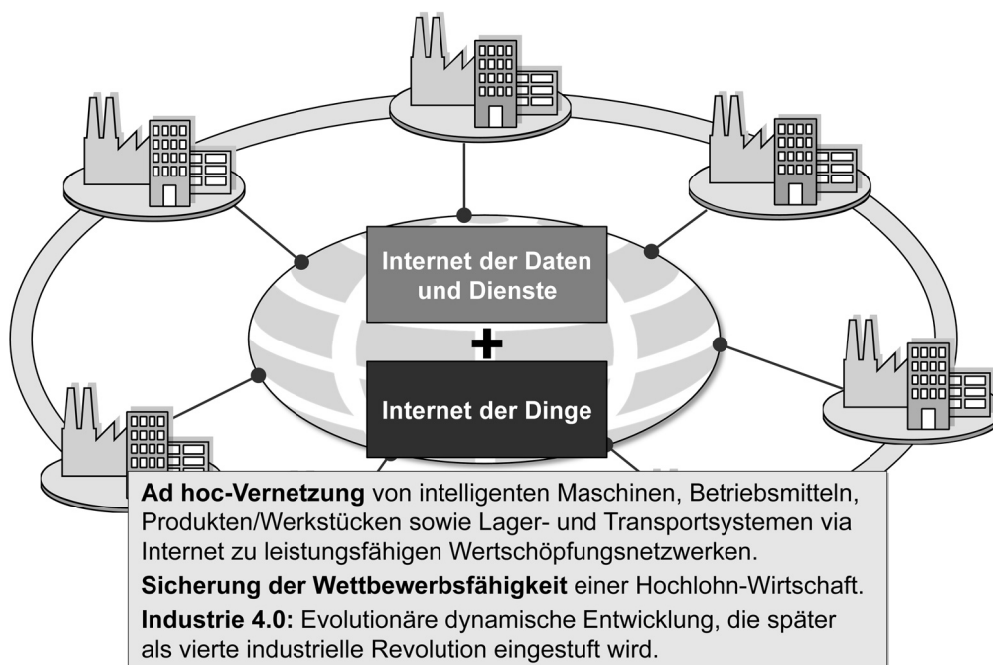 Internet der Daten
und Dienste
+
Internet der Dinge
Ad hoc-Vernetzung von intelligenten Maschinen, Betriebsmitteln,
Produkten/Werkstücken sowie Lager- und Transportsystemen via
Internet zu leistungsfähigen Wertschöpfungsnetzwerken.
Sicherung der Wettbewerbsfähigkeit einer Hochlohn-Wirtschaft.
Industrie 4.0: Evolutionäre dynamische Entwicklung, die später
als vierte industrielle Revolution eingestuft wird.